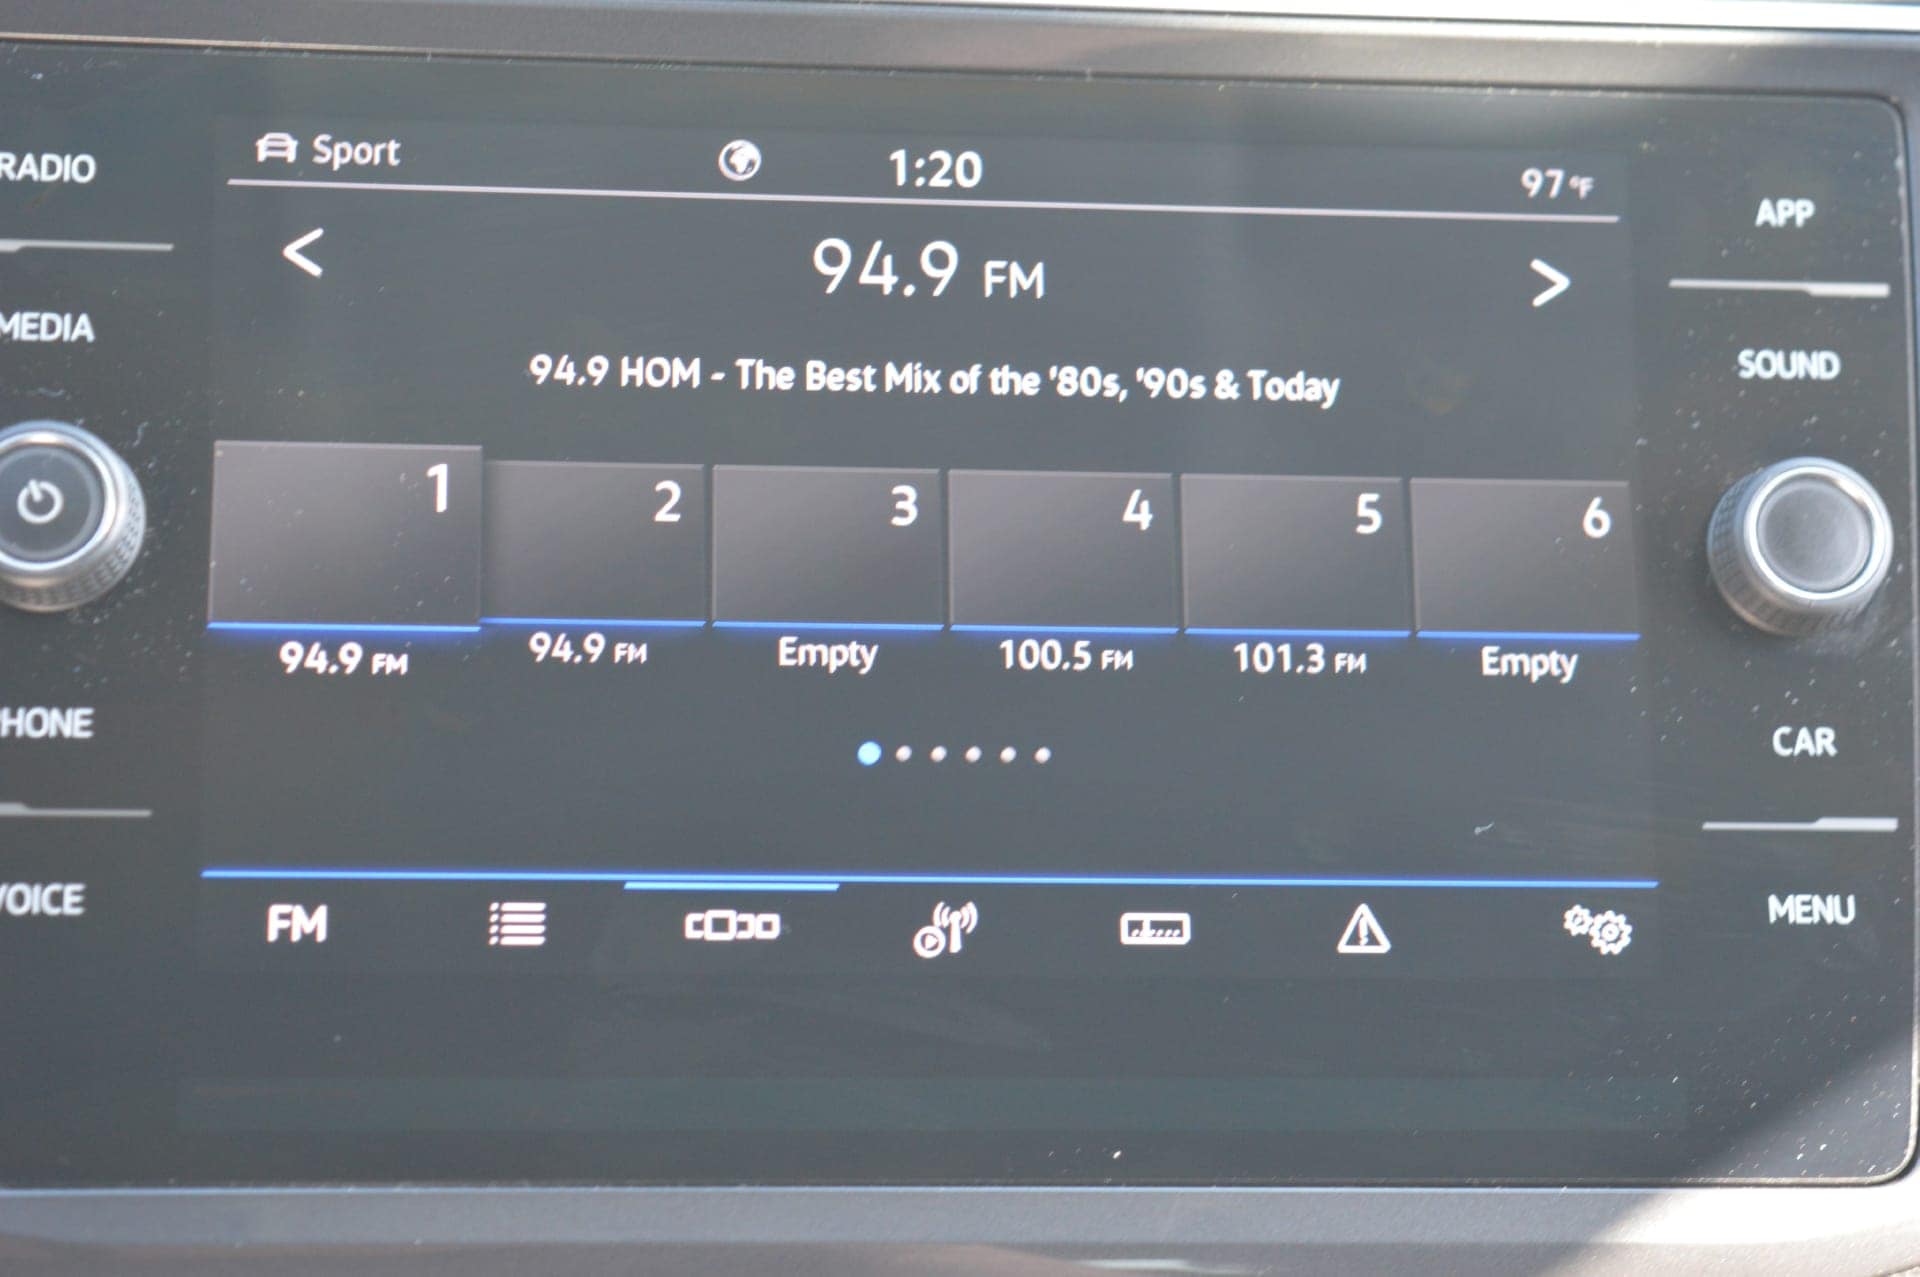 RADIO
MEDIA
PHONE
VOICE
Sport
1:20
97 °F
<
94.9 FM
>
94.9 HOM - The Best Mix of the '80s, '90s & Today
1
2
3
4
5
6
94.9 FM
94.9 FM
Empty
100.5 FM
101.3 FM
Empty
FM
APP
SOUND
CAR
MENU